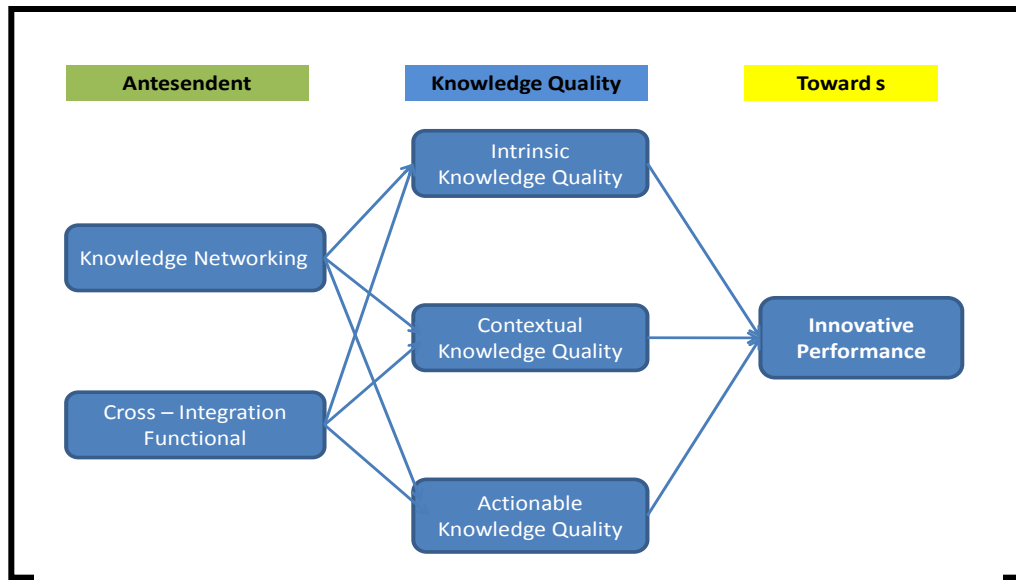 Antesendent
Knowledge Quality
Toward s
Intrinsic
Knowledge Quality
Knowledge Networking
Contextual
Knowledge Quality
Innovative
Performance
Cross – Integration
Functional
Actionable
Knowledge Quality